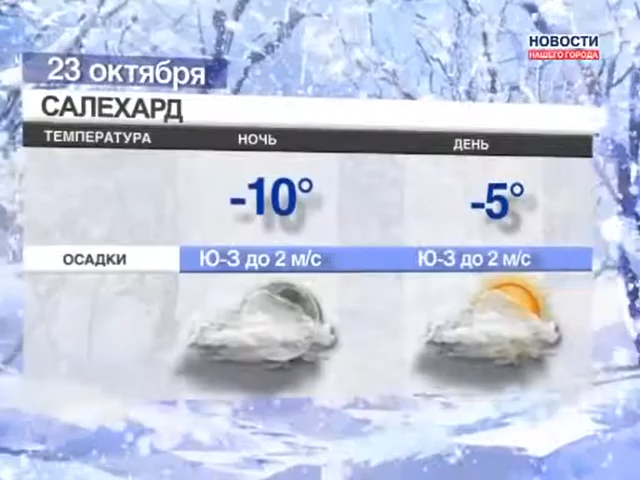 НОВОСТИ
НАШЕГО ГОРОДА
23 октября
САЛЕХАРД
ТЕМПЕРАТУРА НОЧЬ ДЕНЬ
-10° -5°
ОСАДКИ Ю-З до 2 м/с Ю-З до 2 м/с